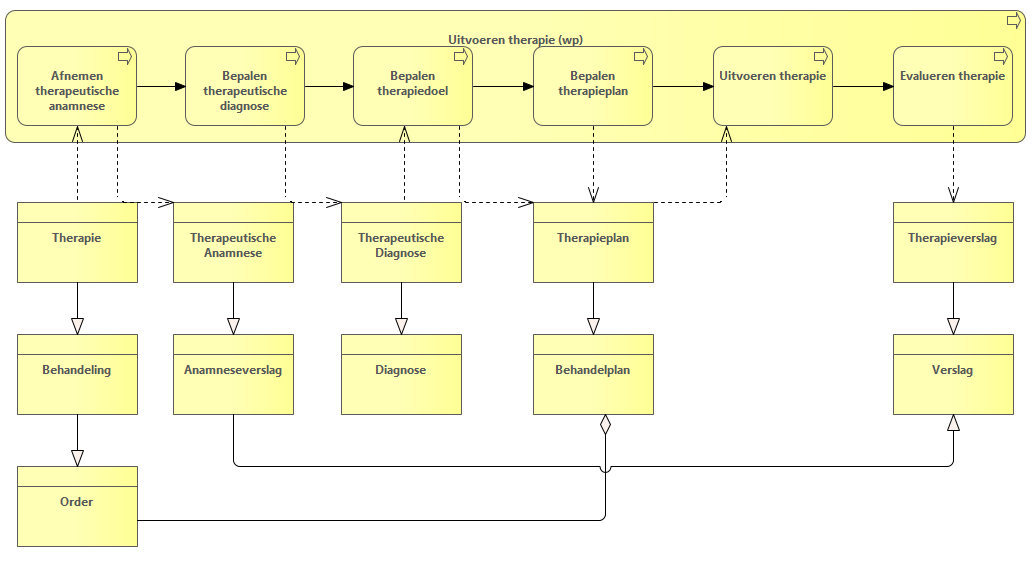 Uitvoeren therapie (wp)
Afnemen
therapeutische
anamnese
Bepalen
therapeutische
diagnose
Bepalen
therapiedoel
Bepalen
therapieplan
Uitvoeren therapie
Evalueren therapie
Therapie
Therapeutische
Anamnese
Therapeutische
Diagnose
Therapieplan
Therapieverslag
Behandeling
Anamneseverslag
Diagnose
Behandelplan
Verslag
Order